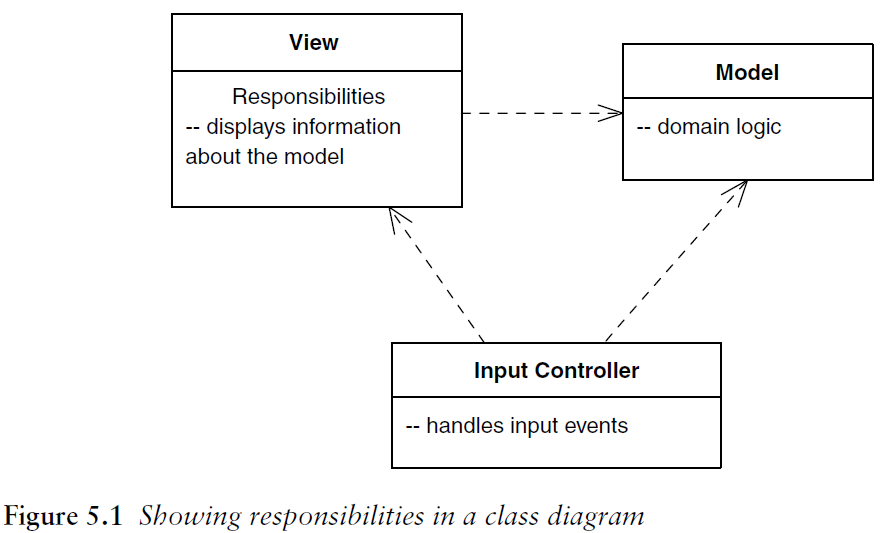 View
Responsibilities
-- displays information
about the model
Model
-- domain logic
Input Controller
-- handles input events
Figure 5.1 Showing responsibilities in a class diagram